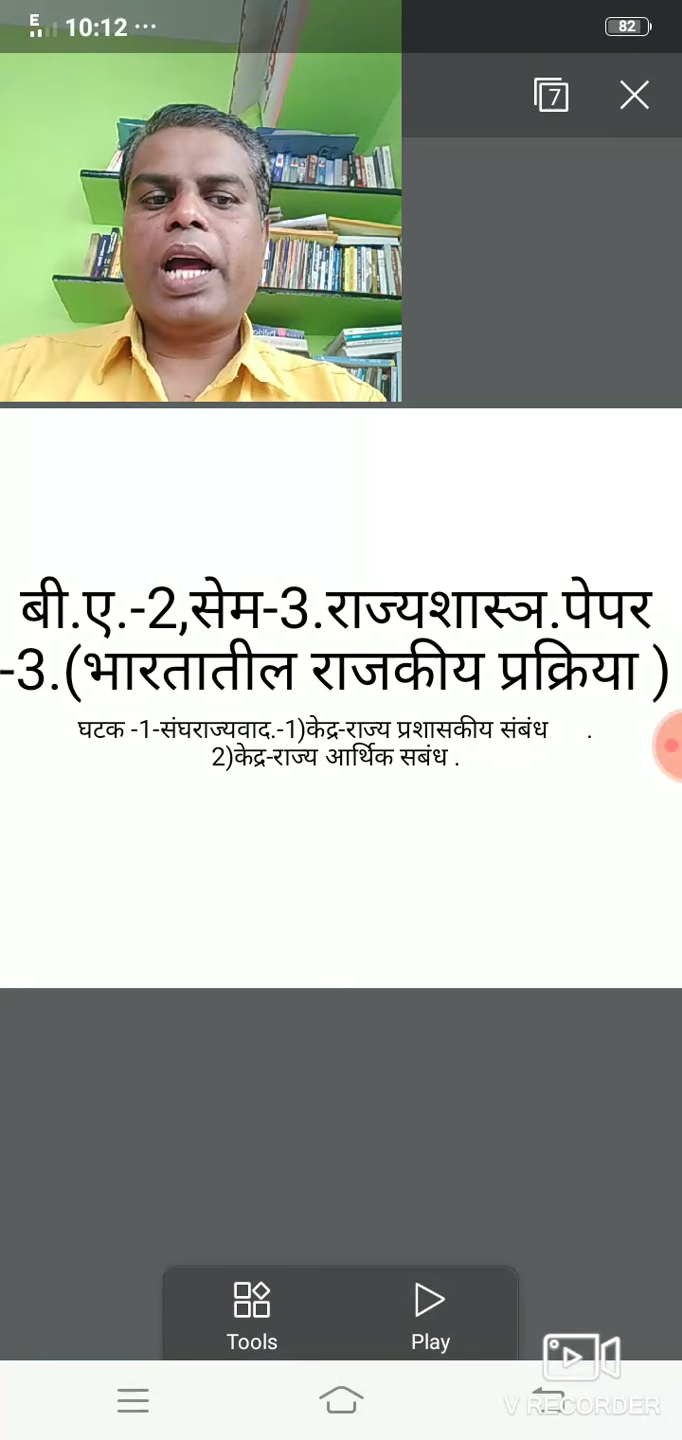 E
10:12 ...
82
7
बी.ए.-2,सेम-3.राज्यशास्ञ.पेपर
-3.(भारतातील राजकीय प्रक्रिया )
घटक -1-संघराज्यवाद.-1)केद्र-राज्य प्रशासकीय संबंध .
2)केद्र-राज्य आर्थिक सबंध .
Tools
Play
V RECORDER